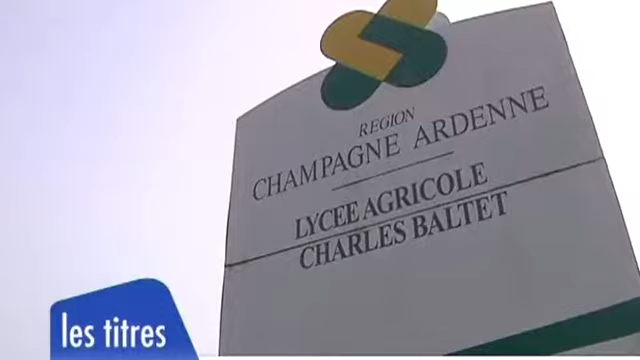 REGION
CHAMPAGNE ARDENNE
LYCEE AGRICOLE
CHARLES BALTET
les titres